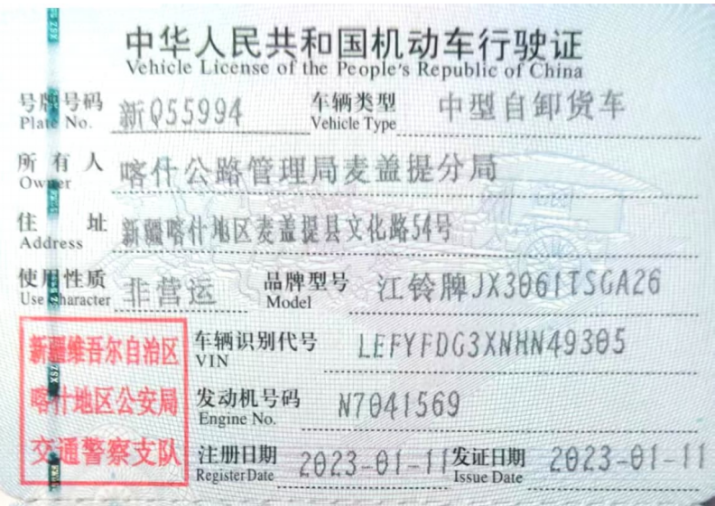 中华人民共和国机动车行驶证
Vehicle License of the People's Republic of China
号牌号码 新Q55994 车辆类型 中型自卸货车
Plate No. Vehicle Type
所有人 喀什公路管理局麦盖提分局
Owner
住址 新疆喀什地区麦盖提县文化路54号
Address
使用性质 非营运 品牌型号 江铃牌JX3061TSGA26
Use Character Model
新疆维吾尔自治区
喀什地区公安局
交通警察支队
车辆识别代号 LEFYFDG3XNHN49305
VIN
发动机号码 N7041569
Engine No.
注册日期 2023-01-11 发证日期 2023-01-11
Register Date Issue Date